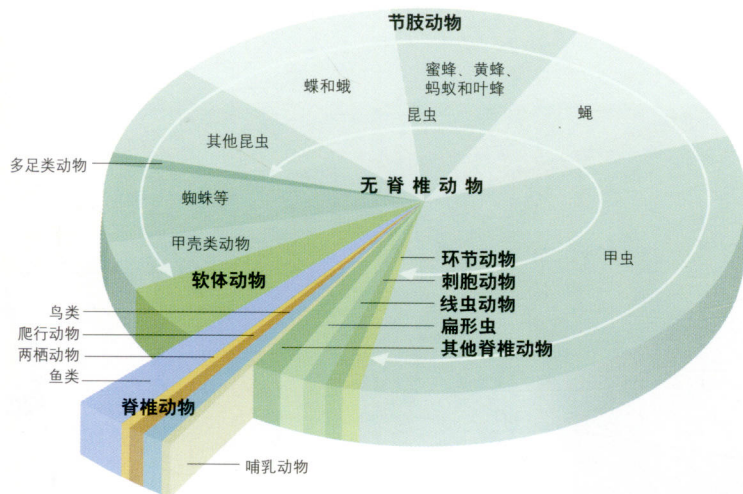 节肢动物
蜜蜂、黄蜂、
蚂蚁和叶蜂
蝶和蛾
昆虫
蝇
其他昆虫
多足类动物
无脊椎动物
蜘蛛等
甲壳类动物
甲虫
软体动物
环节动物
刺胞动物
线虫动物
扁形虫
其他脊椎动物
鸟类
爬行动物
两栖动物
鱼类
脊椎动物
哺乳动物